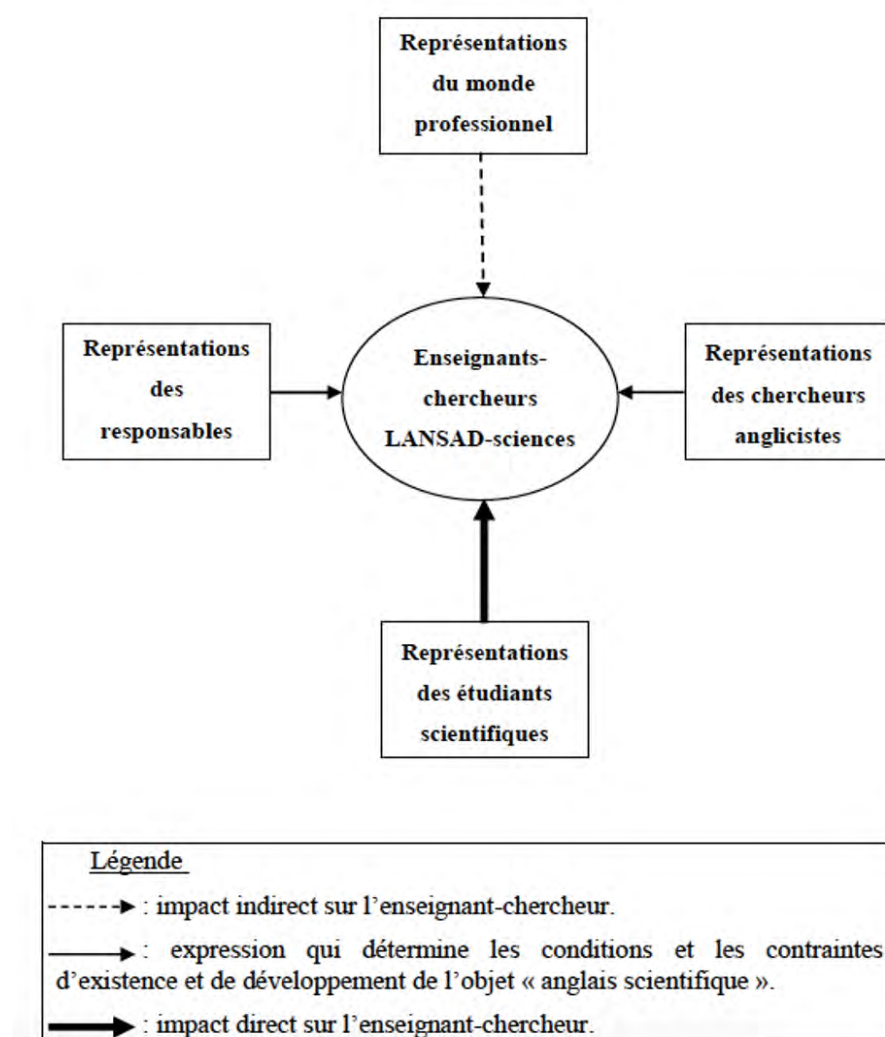 Représentations
du monde
professionnel
Représentations
des
responsables
Enseignants-
chercheurs
LANSAD-sciences
Représentations
des chercheurs
anglicistes
Représentations
des étudiants
scientifiques
Légende
: impact indirect sur l’enseignant-chercheur.
: expression qui détermine les conditions et les contraintes
d’existence et de développement de l’objet « anglais scientifique ».
: impact direct sur l’enseignant-chercheur.